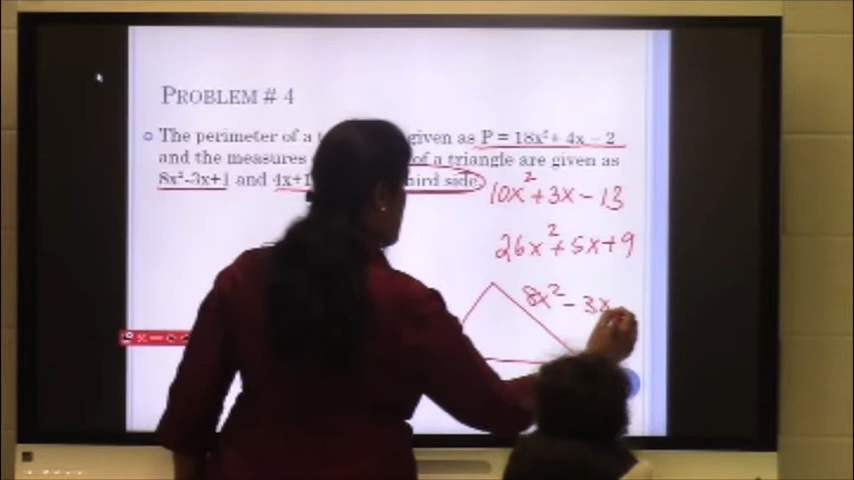 PROBLEM # 4
The perimeter of a given as P = 18x² + 4x – 2
and the measures of a triangle are given as
8x²-3x+1 and 4x+1 third side.
10x² + 3x - 13
26x² + 5x + 9
8x² - 3x